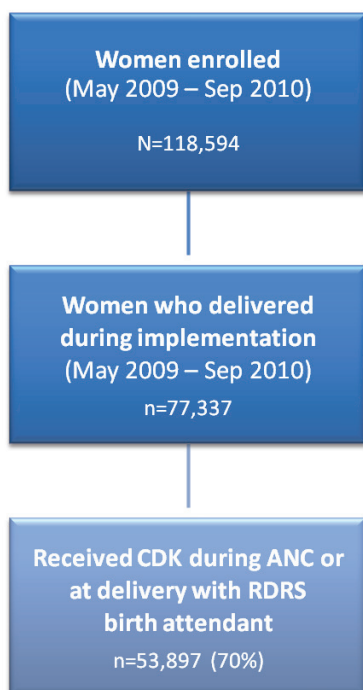 Women enrolled
(May 2009 – Sep 2010)
N=118,594
Women who delivered
during implementation
(May 2009 – Sep 2010)
n=77,337
Received CDK during ANC or
at delivery with RDRS
birth attendant
n=53,897 (70%)